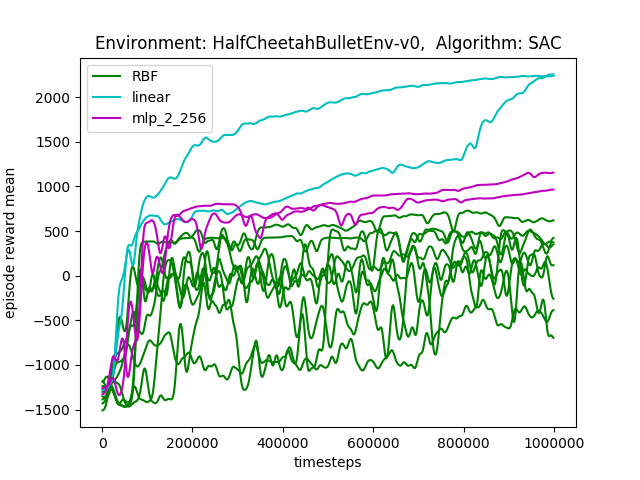 Environment: HalfCheetahBulletEnv-v0,  Algorithm: SAC
RBF
linear
mlp_2_256
episode reward mean
2000
1500
1000
500
0
−500
−1000
−1500
0
200000
400000
600000
800000
1000000
timesteps